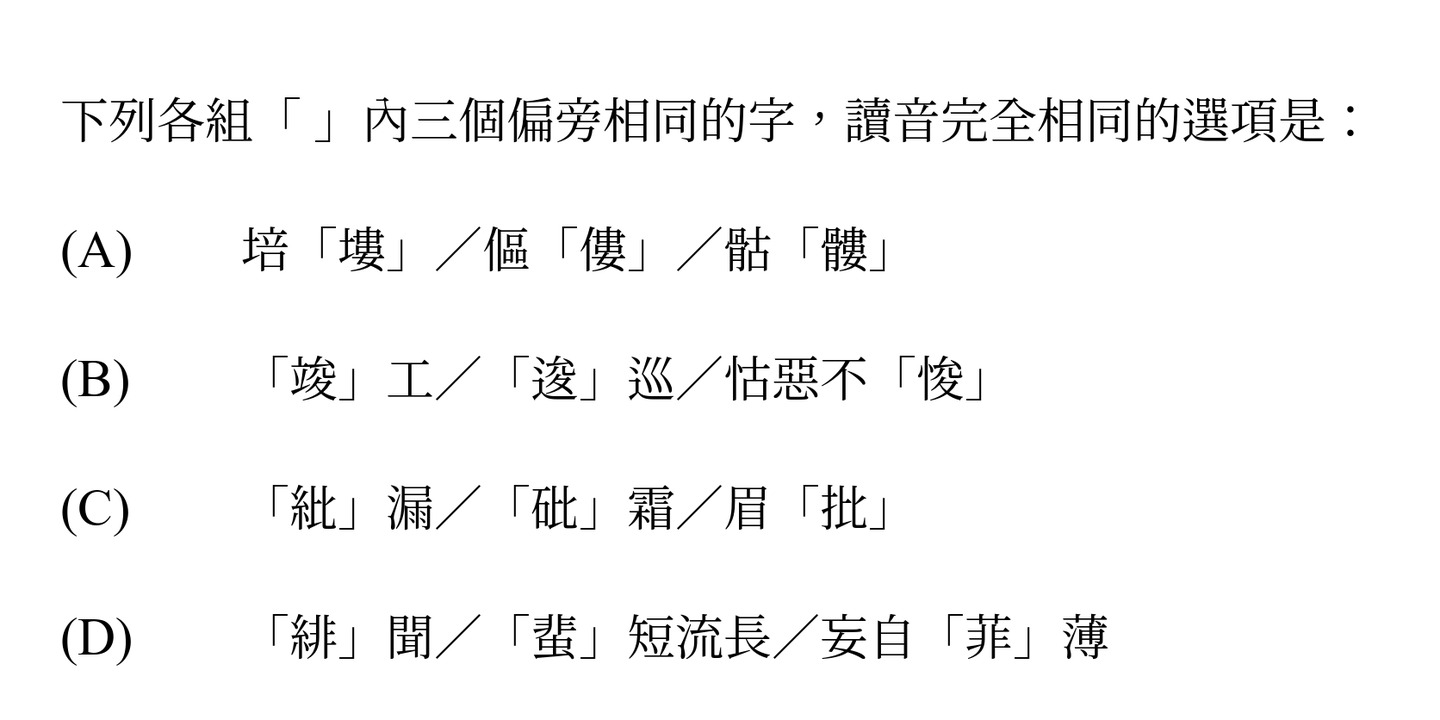 下列各組「 」內三個偏旁相同的字，讀音完全相同的選項是：
(A) 培「塿」／傴「僂」／骷「髏」
(B) 「竣」工／「逡」巡／怙惡不「悛」
(C) 「紕」漏／「砒」霜／眉「批」
(D) 「緋」聞／「蜚」短流長／妄自「菲」薄